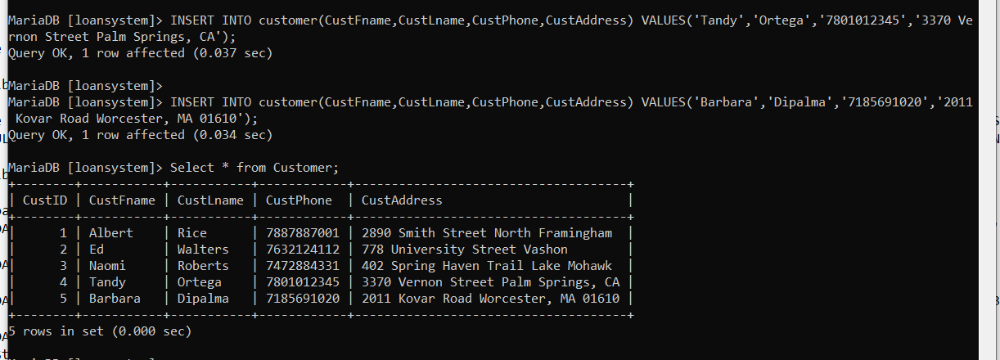 MariaDB [loansystem]> INSERT INTO customer(CustFname,CustLname,CustPhone,CustAddress) VALUES('Tandy','Ortega','7801012345','3370 Ve
rnon Street Palm Springs, CA');
Query OK, 1 row affected (0.037 sec)
MariaDB [loansystem]>
MariaDB [loansystem]> INSERT INTO customer(CustFname,CustLname,CustPhone,CustAddress) VALUES('Barbara','Dipalma','7185691020','2011
 Kovar Road Worcester, MA 01610');
Query OK, 1 row affected (0.034 sec)
MariaDB [loansystem]> Select * from Customer;
+--------+-----------+-----------+------------+-------------------------------------+
| CustID | CustFname | CustLname | CustPhone  | CustAddress                         |
+--------+-----------+-----------+------------+-------------------------------------+
|      1 | Albert    | Rice      | 7887887001 | 2890 Smith Street North Framingham  |
|      2 | Ed        | Walters   | 7632124112 | 778 University Street Vashon        |
|      3 | Naomi     | Roberts   | 7472884331 | 402 Spring Haven Trail Lake Mohawk  |
|      4 | Tandy     | Ortega    | 7801012345 | 3370 Vernon Street Palm Springs, CA |
|      5 | Barbara   | Dipalma   | 7185691020 | 2011 Kovar Road Worcester, MA 01610 |
+--------+-----------+-----------+------------+-------------------------------------+
5 rows in set (0.000 sec)